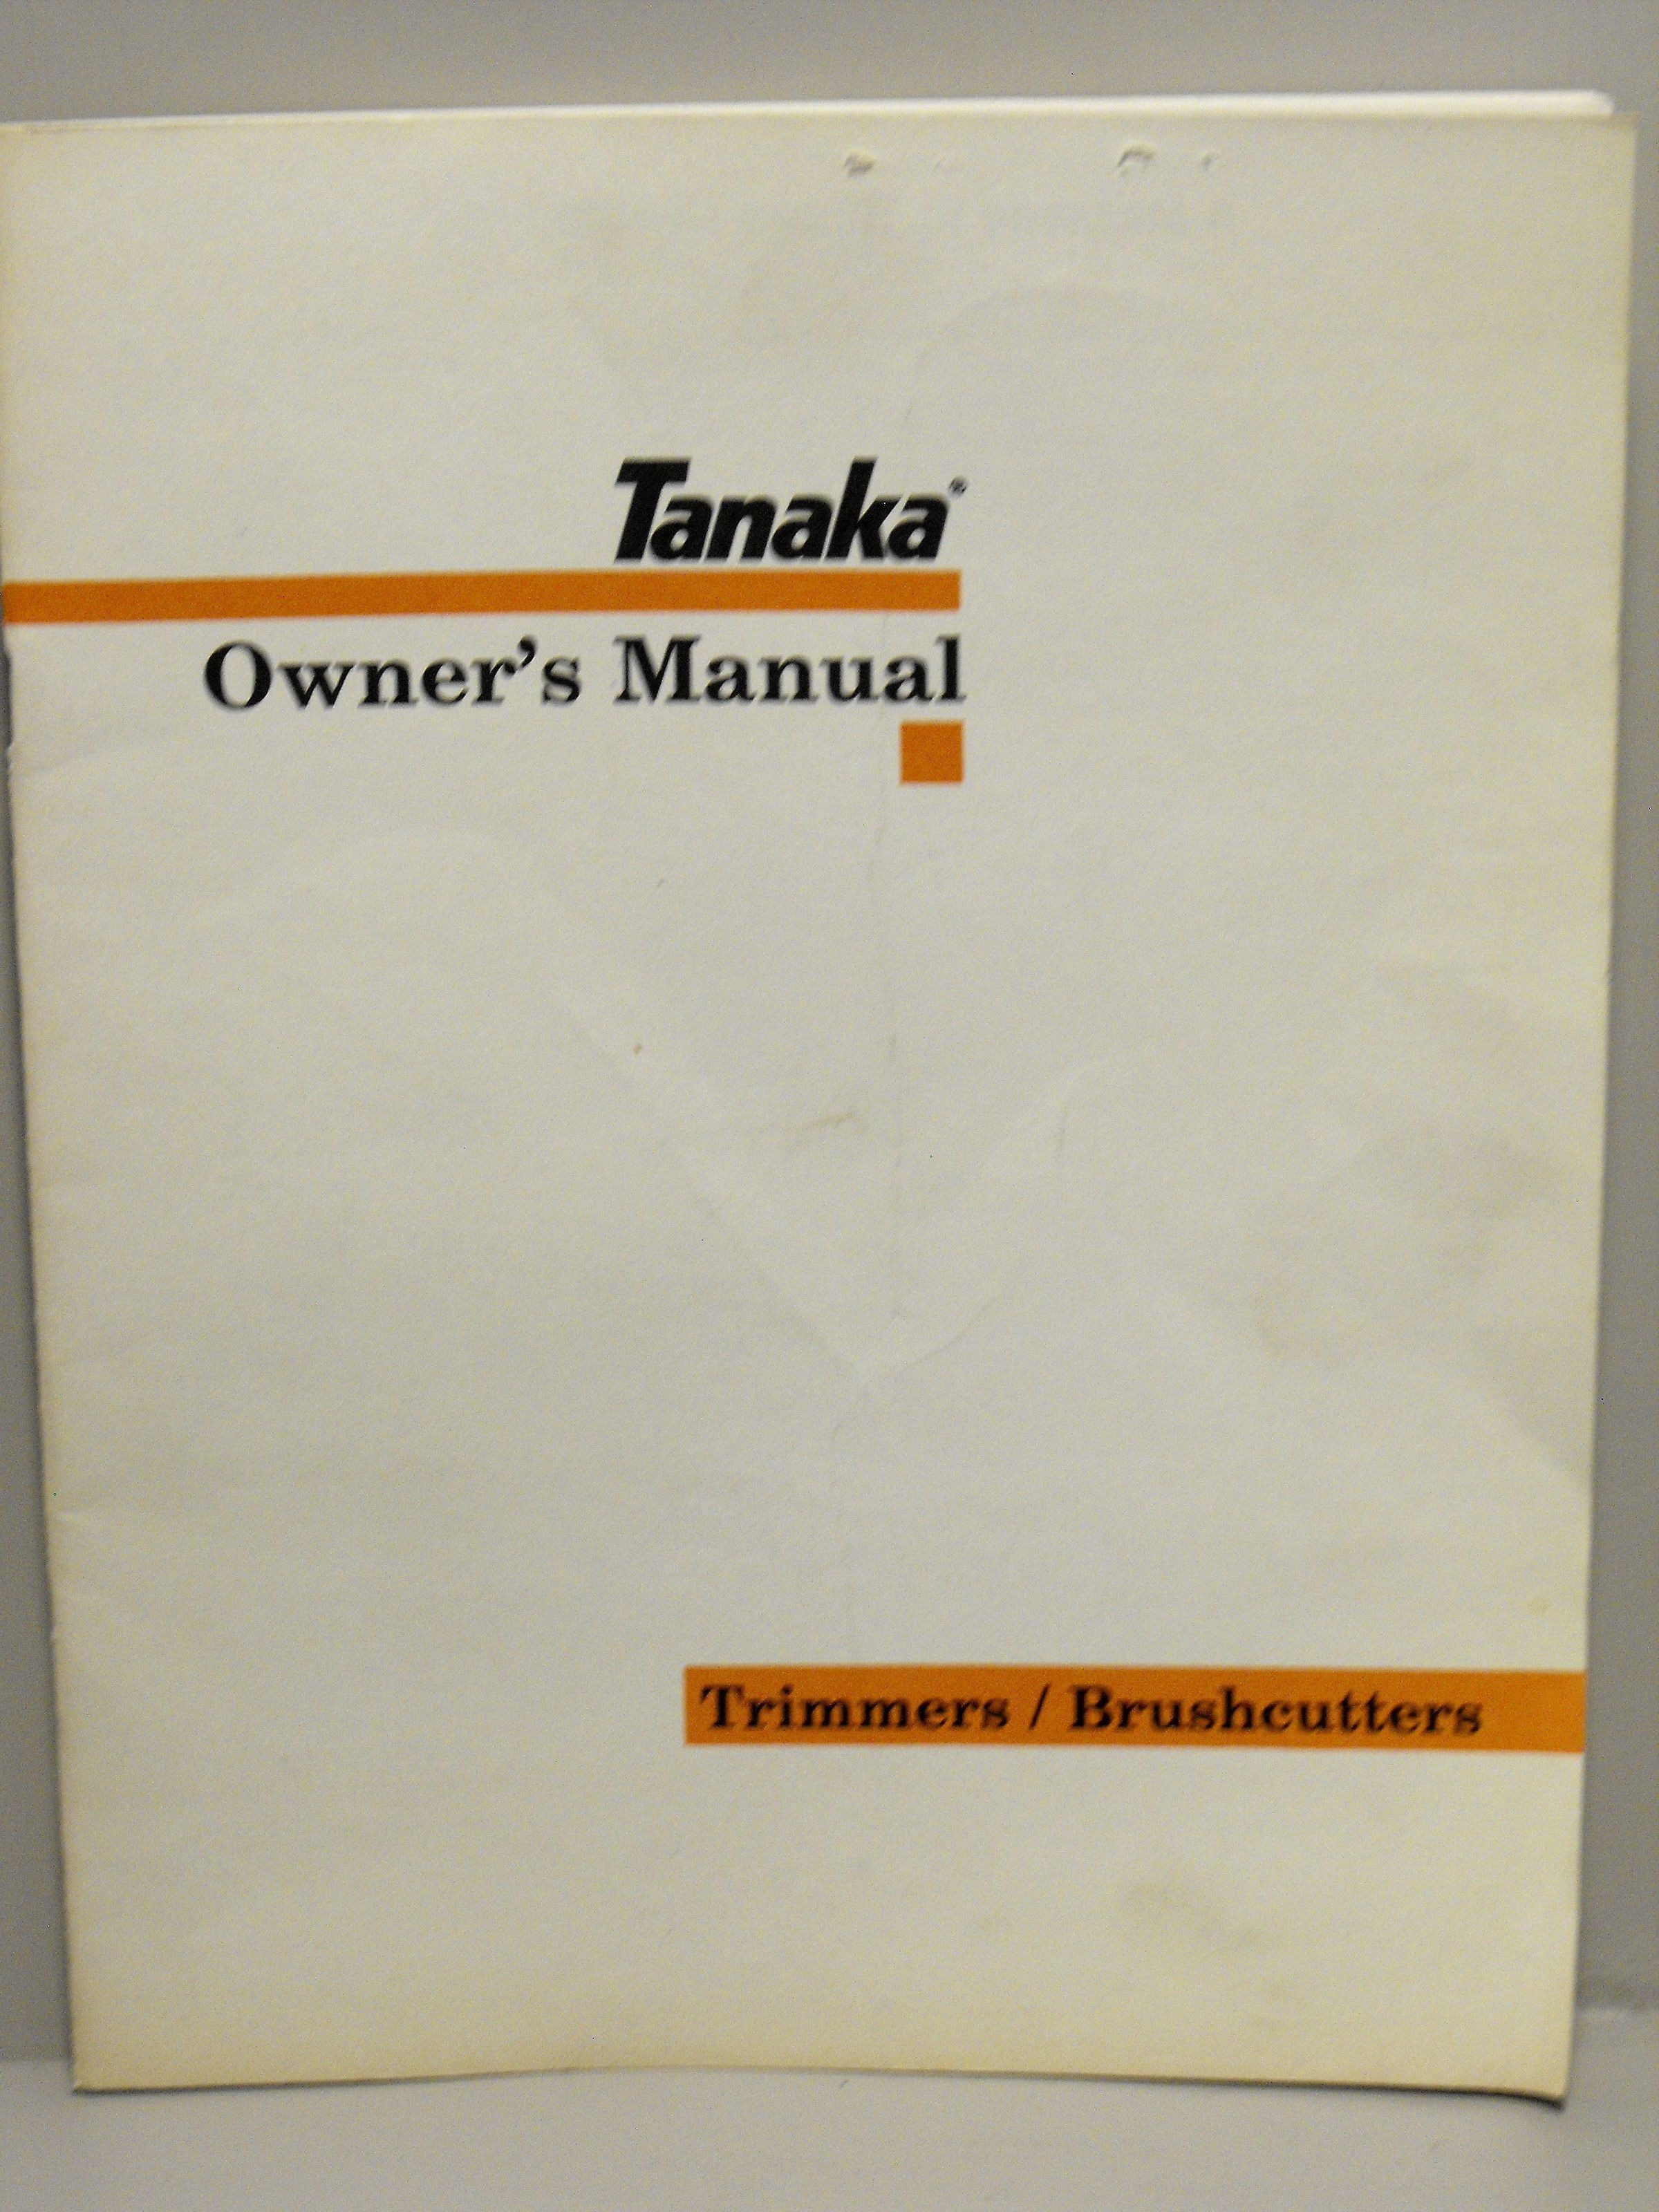 Tanaka®
Owner's Manual
Trimmers / Brushcutters